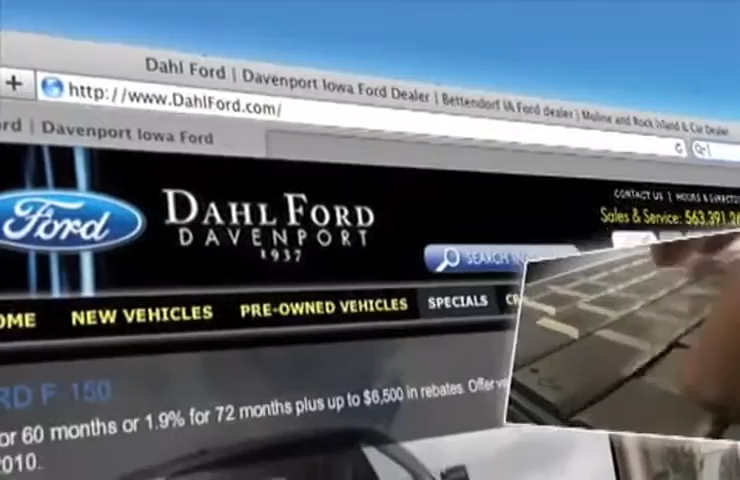 Dahl Ford | Davenport Iowa Ford Dealer | Bettendorf IA Ford dealer | Moline and Rock Island & Car Dealer
http://www.DahlFord.com/
rd | Davenport Iowa Ford
CONTACT US | HOURS &
Sales & Service: 563.391.
Ford
DAHL FORD
DAVENPORT
1937
SEARCH
OME NEW VEHICLES PRE-OWNED VEHICLES SPECIALS
RD F-150
or 60 months or 1.9% for 72 months plus up to $6,500 in rebates. Offer
2010.